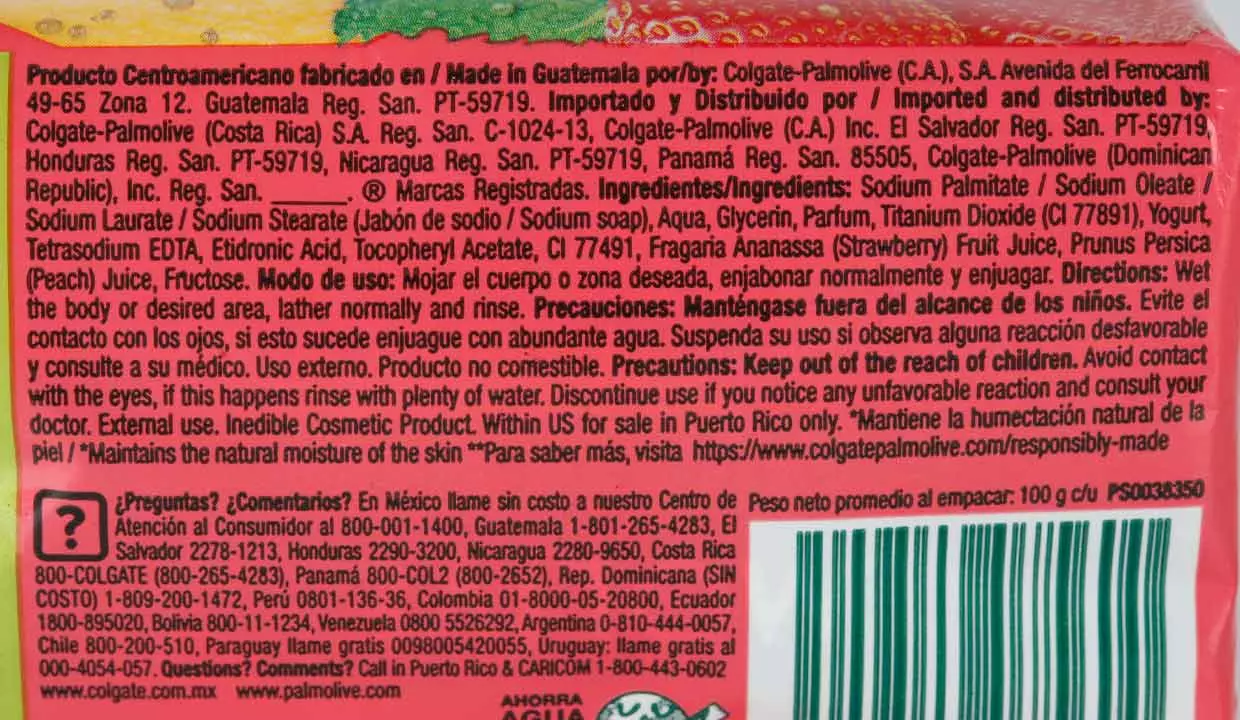 Producto Centroamericano fabricado en / Made in Guatemala por/by: Colgate-Palmolive (C.A.), S.A. Avenida del Ferrocarril
49-65 Zona 12. Guatemala Reg. San. PT-59719. Importado y Distribuido por / Imported and distributed by:
Colgate-Palmolive (Costa Rica) S.A. Reg. San. C-1024-13, Colgate-Palmolive (C.A.) Inc. El Salvador Reg. San. PT-59719,
Honduras Reg. San. PT-59719, Nicaragua Reg. San. PT-59719, Panamá Reg. San. 85505, Colgate-Palmolive (Dominican
Republic), Inc. Reg. San. ______. ® Marcas Registradas. Ingredientes/Ingredients: Sodium Palmitate / Sodium Oleate /
Sodium Laurate / Sodium Stearate (Jabón de sodio / Sodium soap), Aqua, Glycerin, Parfum, Titanium Dioxide (CI 77891), Yogurt,
Tetrasodium EDTA, Etidronic Acid, Tocopheryl Acetate, CI 77491, Fragaria Ananassa (Strawberry) Fruit Juice, Prunus Persica
(Peach) Juice, Fructose. Modo de uso: Mojar el cuerpo o zona deseada, enjabonar normalmente y enjuagar. Directions: Wet
the body or desired area, lather normally and rinse. Precauciones: Manténgase fuera del alcance de los niños. Evite el
contacto con los ojos, si esto sucede enjuague con abundante agua. Suspenda su uso si observa alguna reacción desfavorable
y consulte a su médico. Uso externo. Producto no comestible. Precautions: Keep out of the reach of children. Avoid contact
with the eyes, if this happens rinse with plenty of water. Discontinue use if you notice any unfavorable reaction and consult your
doctor. External use. Inedible Cosmetic Product. Within US for sale in Puerto Rico only. *Mantiene la humectación natural de la
piel / *Maintains the natural moisture of the skin **Para saber más, visita https://www.colgatepalmolive.com/responsibly-made
?
¿Preguntas? ¿Comentarios? En México llame sin costo a nuestro Centro de
Atención al Consumidor al 800-001-1400, Guatemala 1-801-265-4283, El
Salvador 2278-1213, Honduras 2290-3200, Nicaragua 2280-9650, Costa Rica
800-COLGATE (800-265-4283), Panamá 800-COL2 (800-2652), Rep. Dominicana (SIN
COSTO) 1-809-200-1472, Perú 0801-136-36, Colombia 01-8000-05-20800, Ecuador
1800-895020, Bolivia 800-11-1234, Venezuela 0800 5526292, Argentina 0-810-444-0057,
Chile 800-200-510, Paraguay llame gratis 0098005420055, Uruguay: llame gratis al
000-4054-057. Questions? Comments? Call in Puerto Rico & CARICOM 1-800-443-0602
www.colgate.com.mx www.palmolive.com
Peso neto promedio al empacar: 100 g c/u PS0038350
AHORRA
AGUA